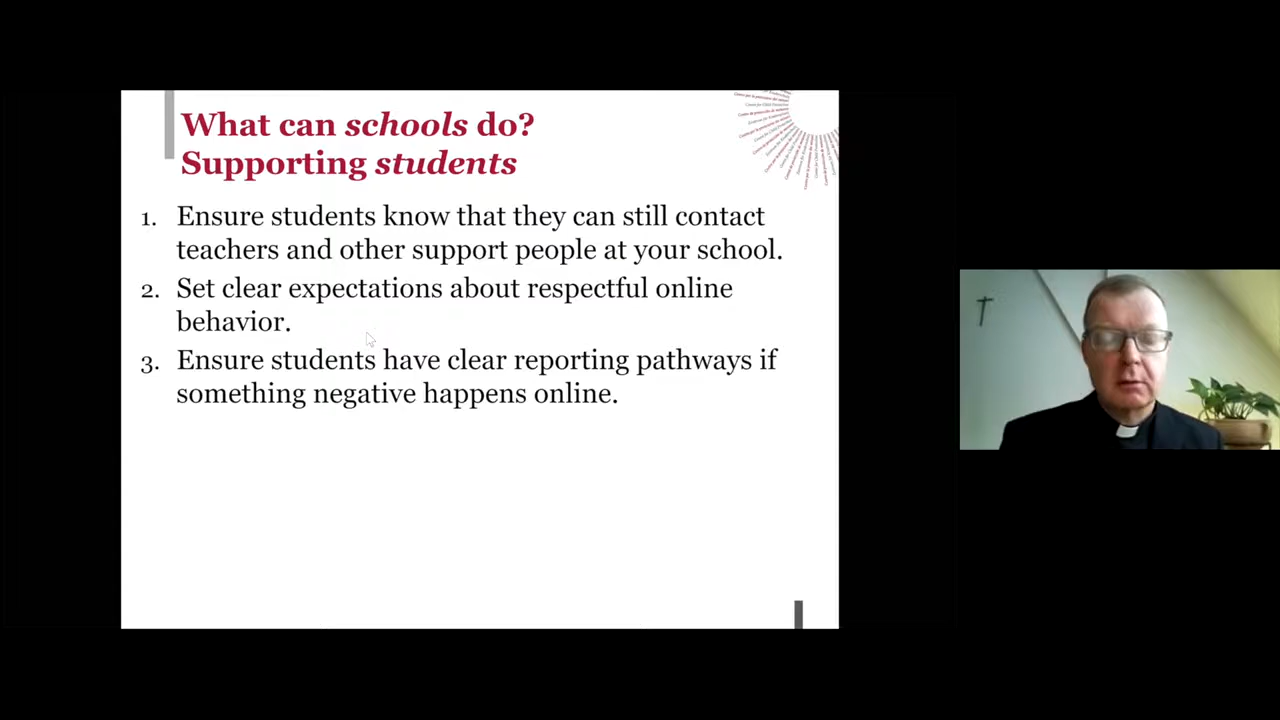 What can schools do?
Supporting students
1. Ensure students know that they can still contact
teachers and other support people at your school.
2. Set clear expectations about respectful online
behavior.
3. Ensure students have clear reporting pathways if
something negative happens online.